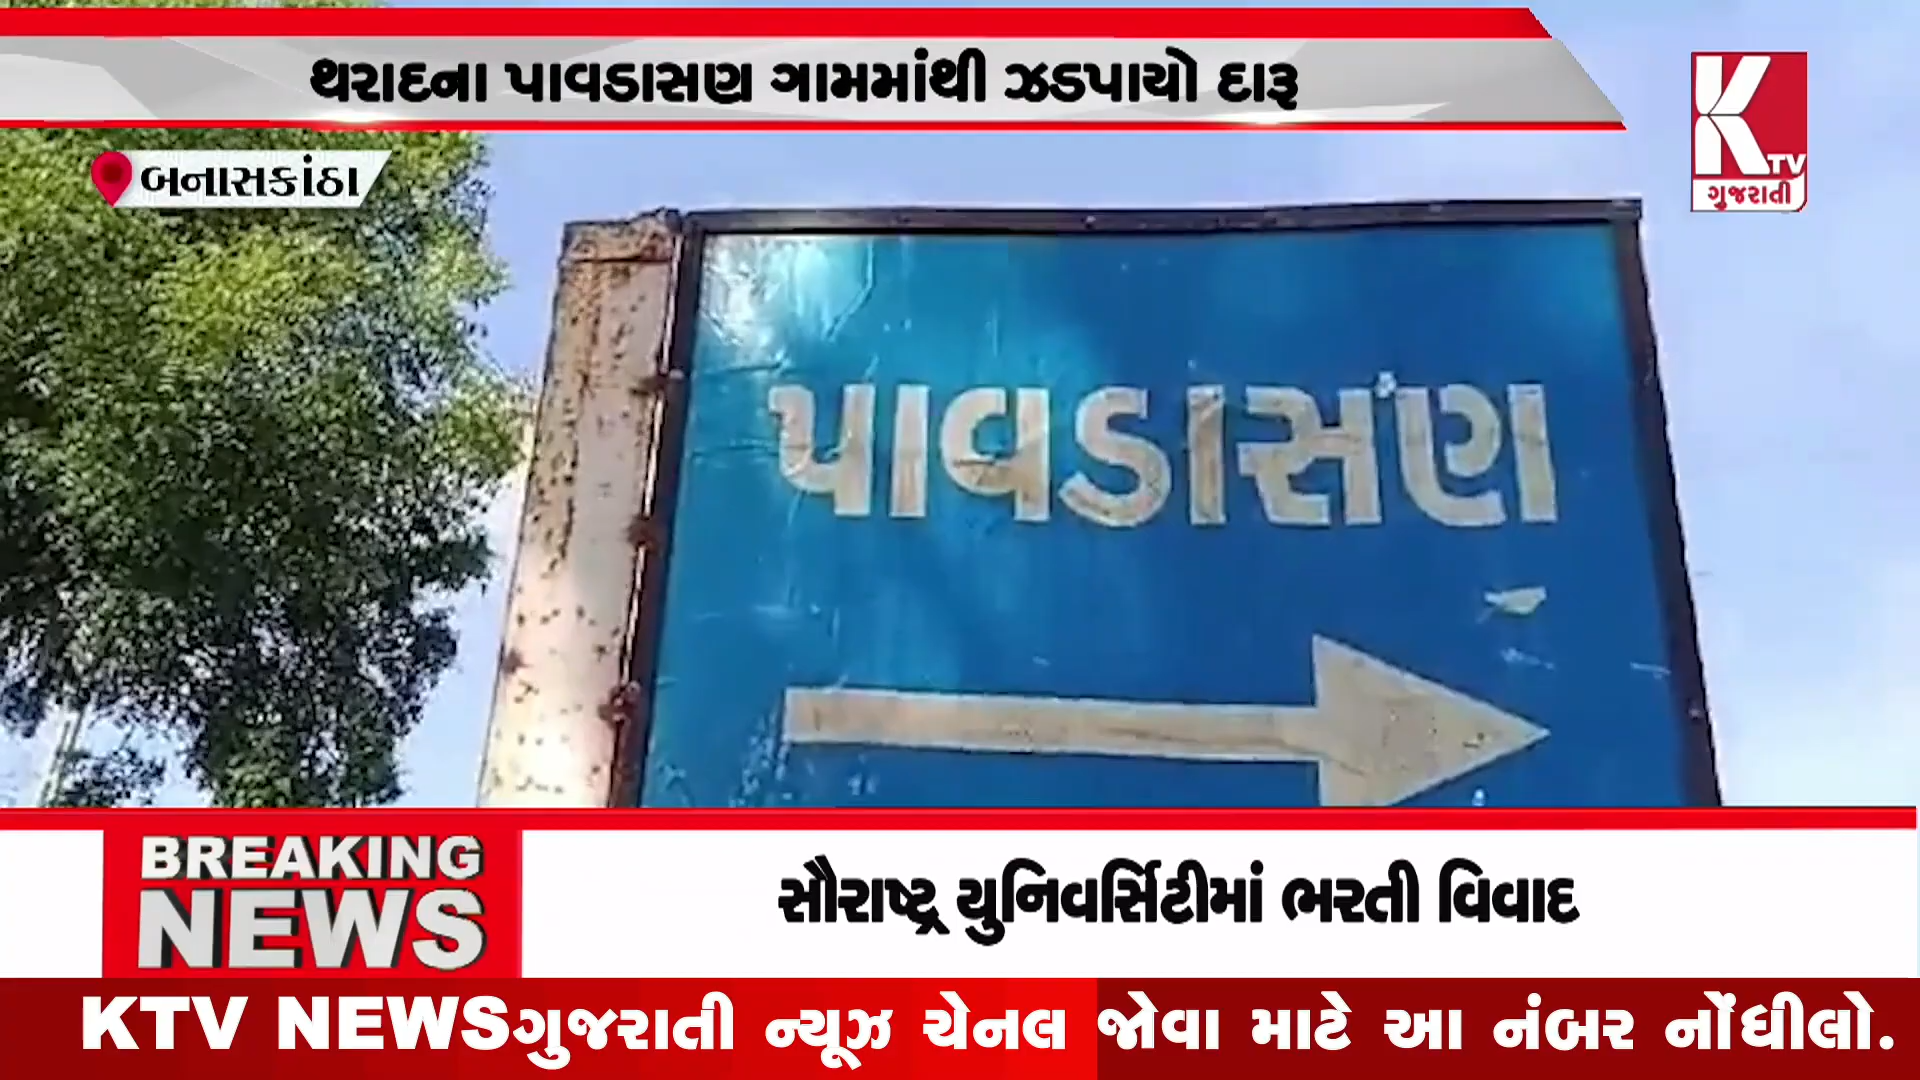 થરાદના પાવડાસણ ગામમાંથી ઝડપાયો દારૂ
K TV
ગુજરાતી
બનાસકાંઠા
પાવડાસણ
BREAKING
NEWS
સૌરાષ્ટ્ર યુનિવર્સિટીમાં ભરતી વિવાદ
KTV NEWSગુજરાતી ન્યૂઝ ચેનલ જોવા માટે આ નંબર નોંધીલો.